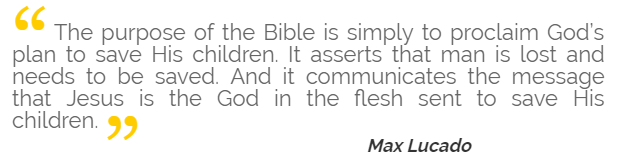 “ The purpose of the Bible is simply to proclaim God’s
plan to save His children. It asserts that man is lost and
needs to be saved. And it communicates the message
that Jesus is the God in the flesh sent to save His
children. ”
Max Lucado